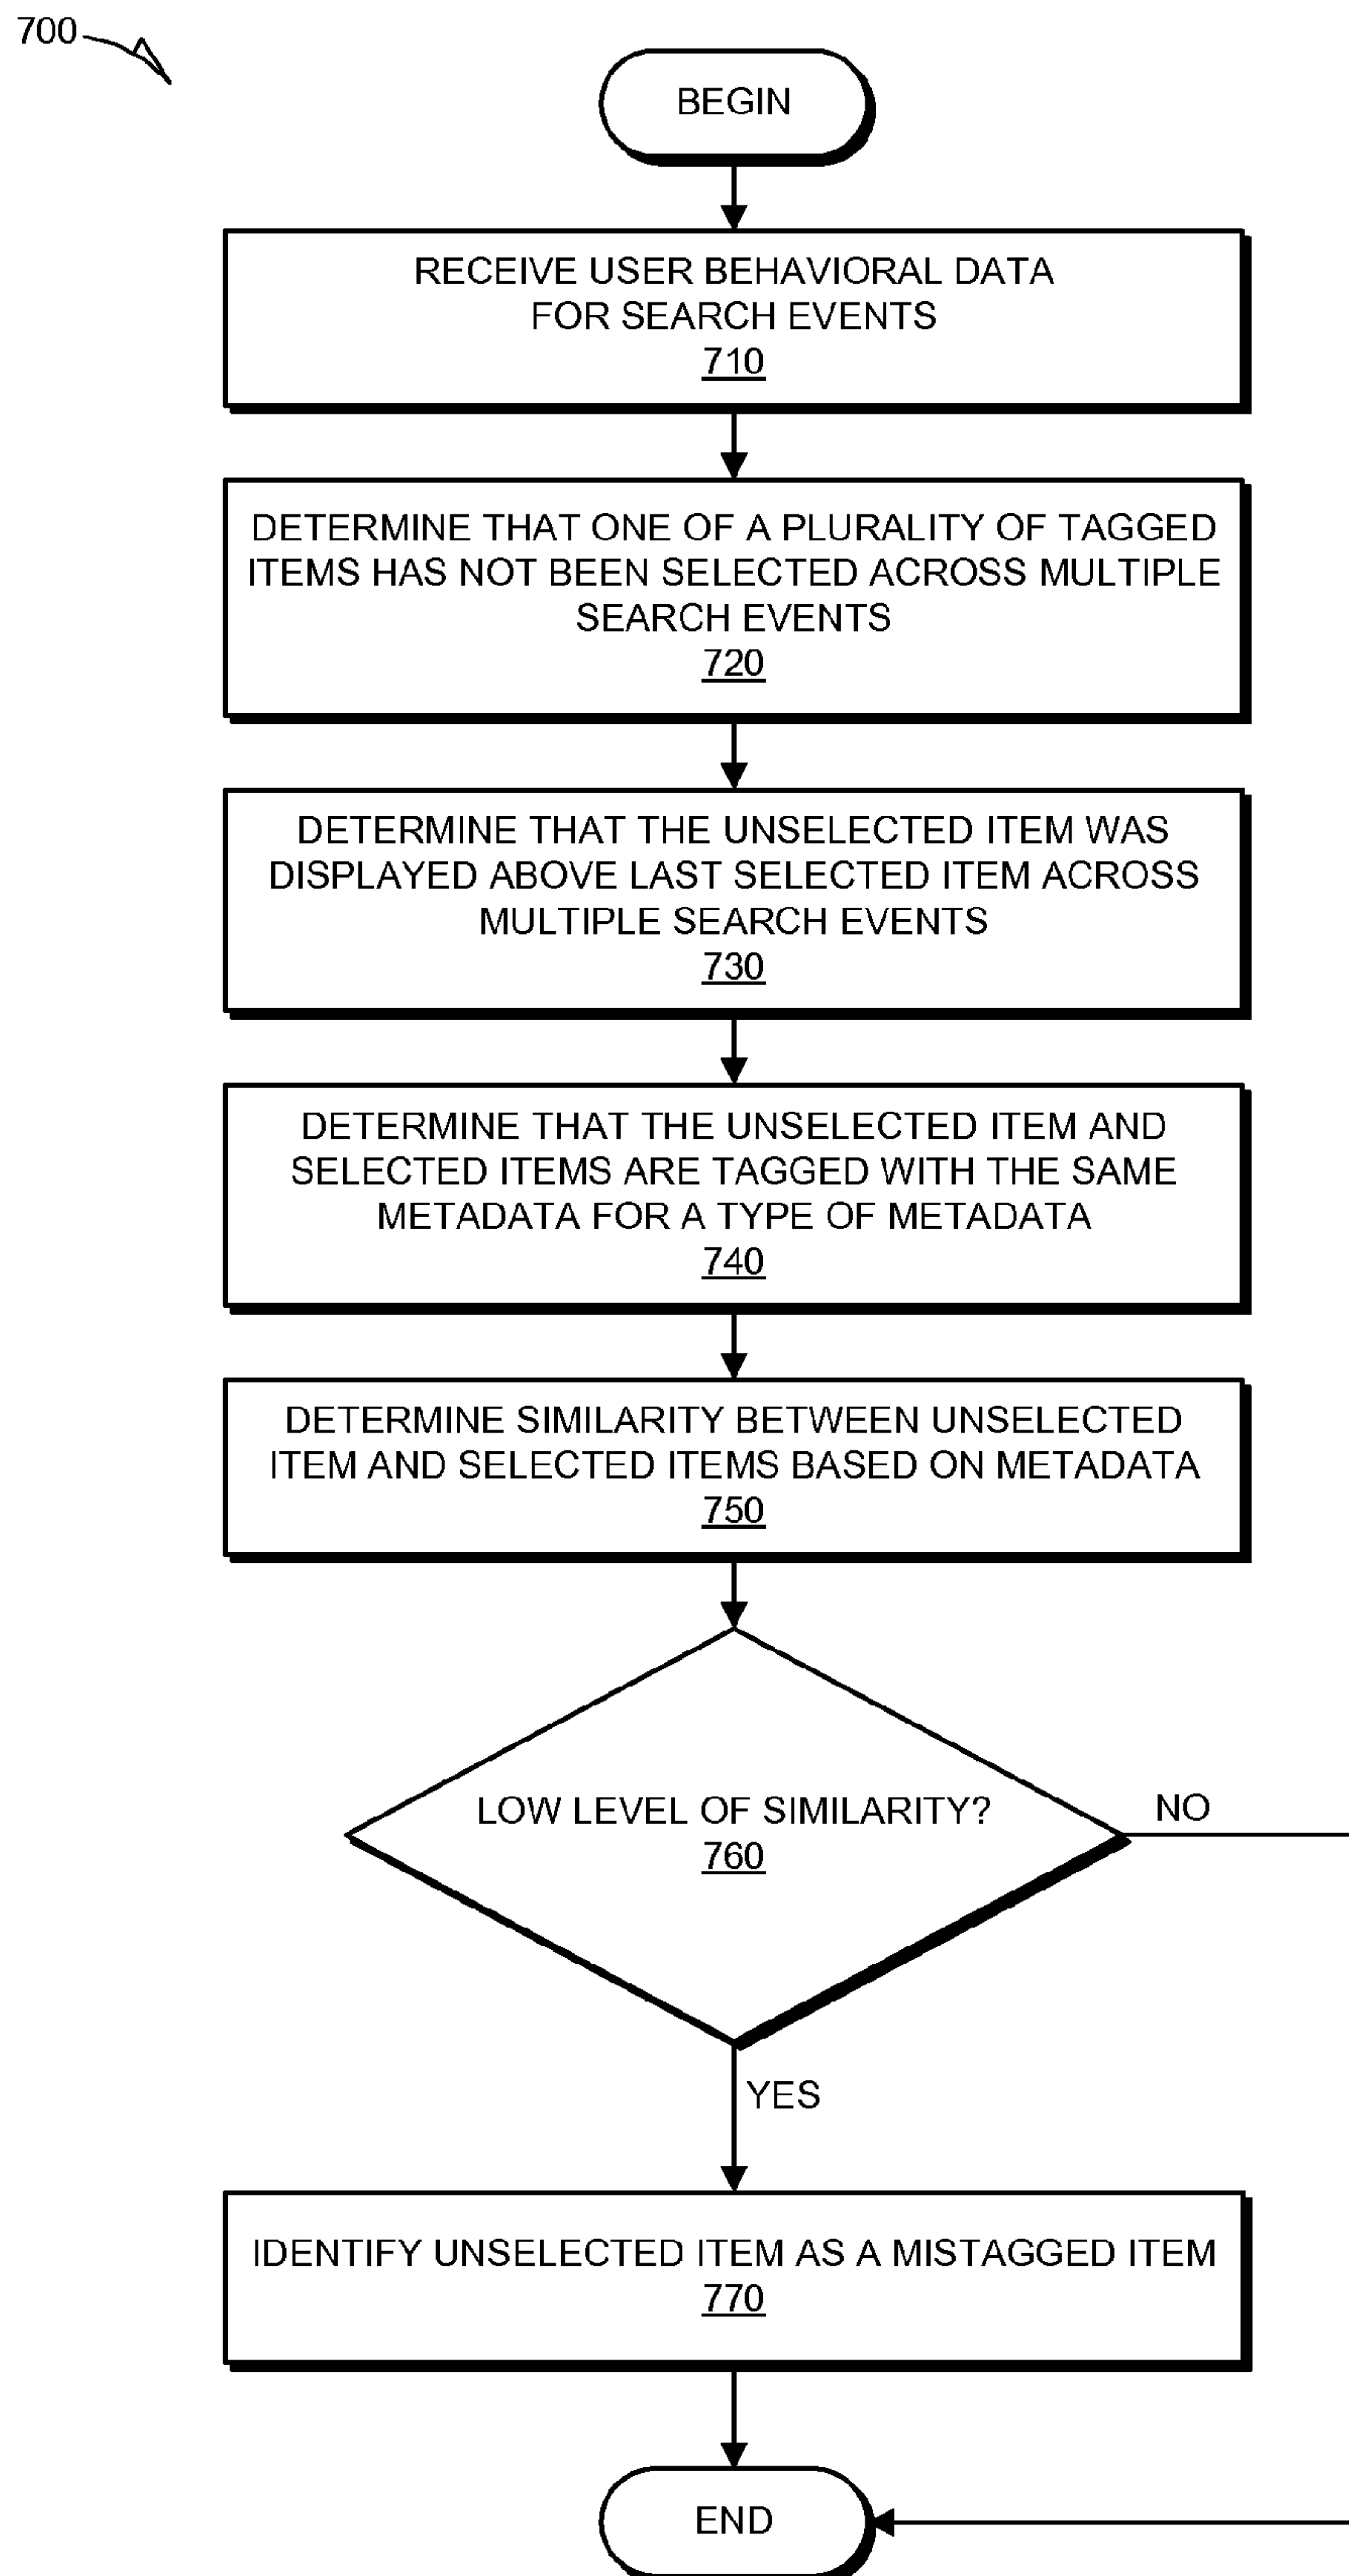 700
BEGIN
RECEIVE USER BEHAVIORAL DATA
FOR SEARCH EVENTS
710
DETERMINE THAT ONE OF A PLURALITY OF TAGGED
ITEMS HAS NOT BEEN SELECTED ACROSS MULTIPLE
SEARCH EVENTS
720
DETERMINE THAT THE UNSELECTED ITEM WAS
DISPLAYED ABOVE LAST SELECTED ITEM ACROSS
MULTIPLE SEARCH EVENTS
730
DETERMINE THAT THE UNSELECTED ITEM AND
SELECTED ITEMS ARE TAGGED WITH THE SAME
METADATA FOR A TYPE OF METADATA
740
DETERMINE SIMILARITY BETWEEN UNSELECTED
ITEM AND SELECTED ITEMS BASED ON METADATA
750
LOW LEVEL OF SIMILARITY?
760
NO
YES
IDENTIFY UNSELECTED ITEM AS A MISTAGGED ITEM
770
END